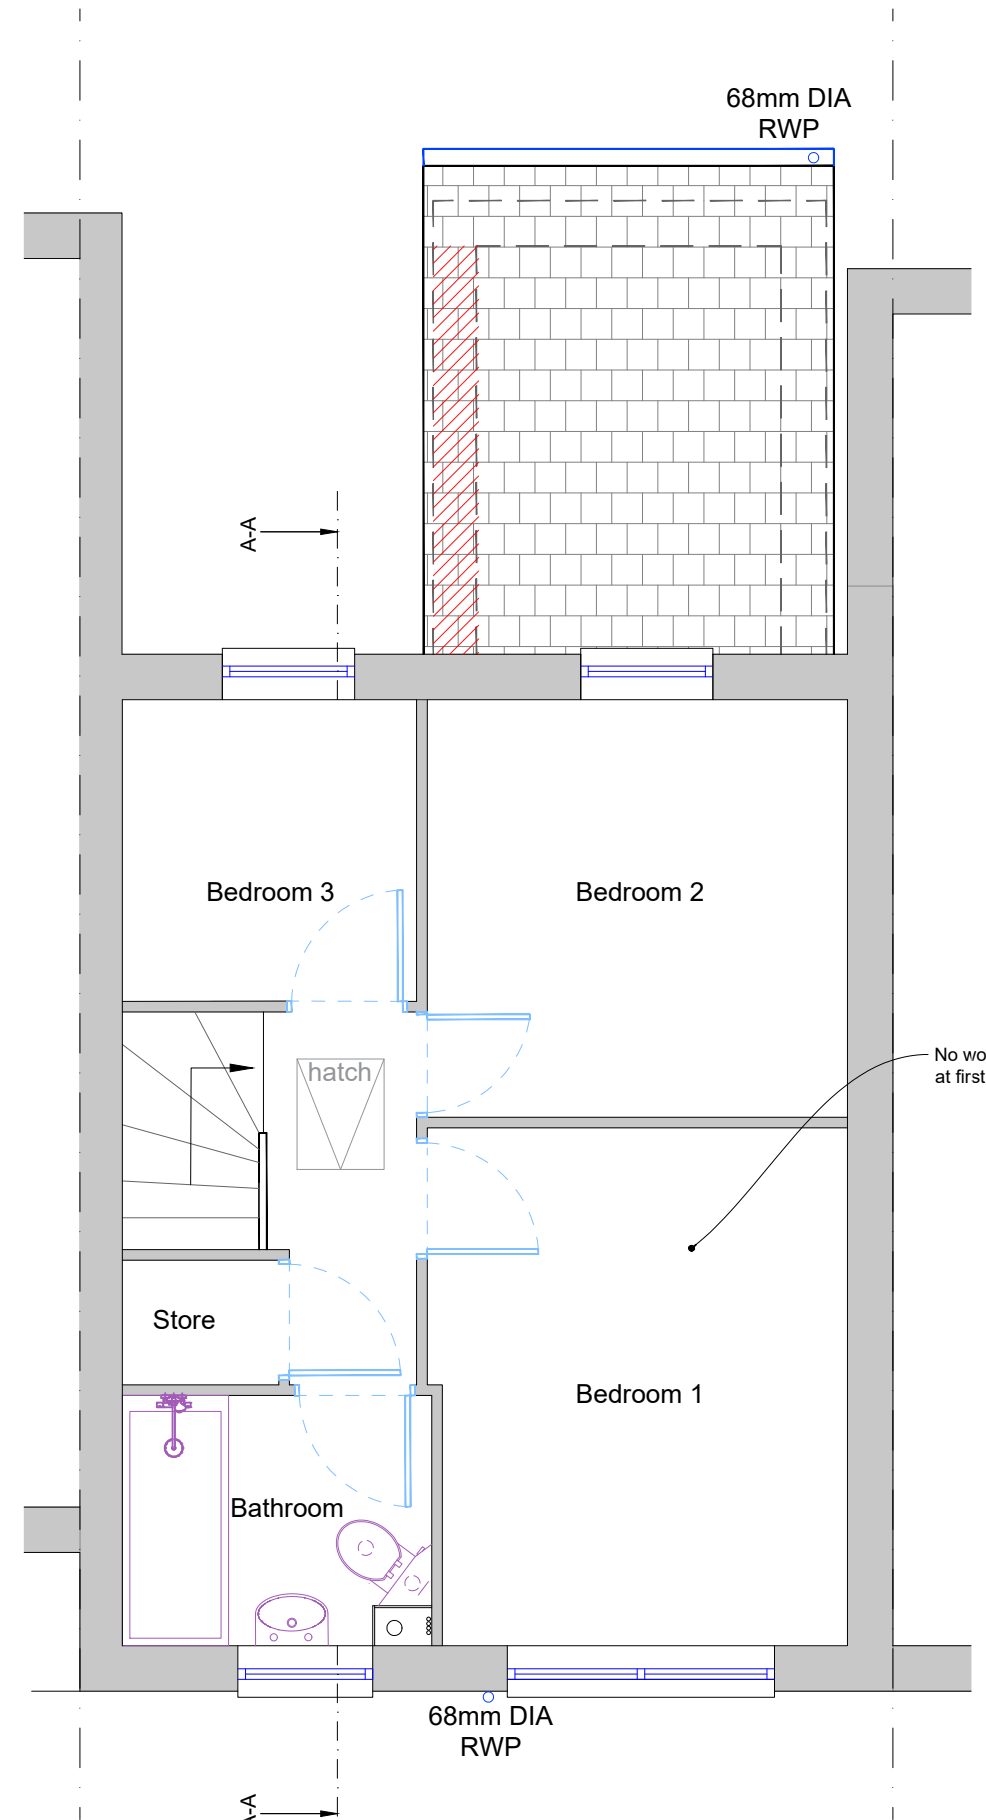 68mm DIA
RWP
A-A
Bedroom 3
Bedroom 2
hatch
No wo
at first
Store
Bedroom 1
Bathroom
68mm DIA
RWP
A-A